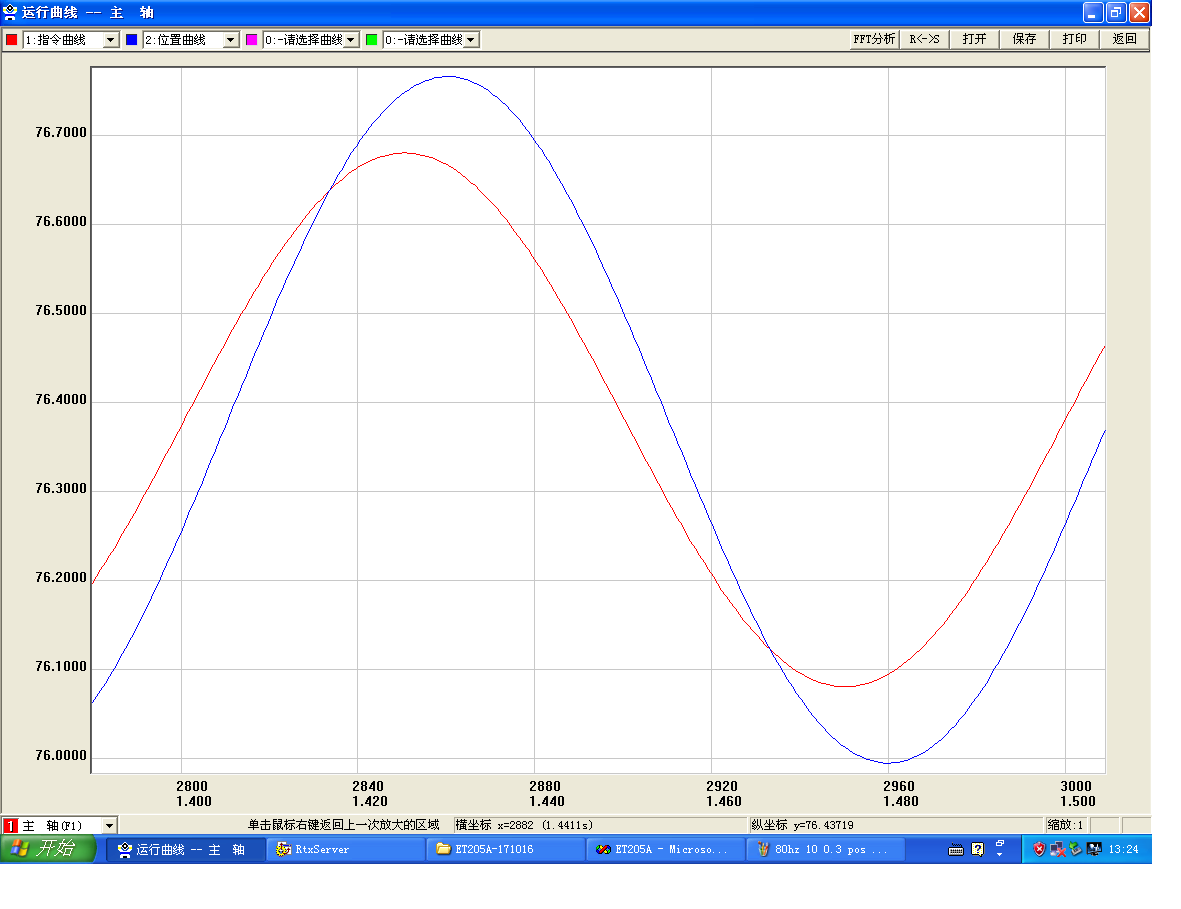 运行曲线 -- 主 轴
1:指令曲线 2:位置曲线 0:-请选择曲线 0:-请选择曲线 FFT分析 R<->S 打开 保存 打印 返回
76.7000
76.6000
76.5000
76.4000
76.3000
76.2000
76.1000
76.0000
2800 2840 2880 2920 2960 3000
1.400 1.420 1.440 1.460 1.480 1.500
1 主 轴(F1) 单击鼠标右键返回上一次放大的区域 横坐标 x=2882 (1.4411s) 纵坐标 y=76.43719 缩放:1
开始 运行曲线 -- 主 轴 RtxServer ET205A-171016 ET205A - Microso... 80hz 10 0.3 pos ... 13:24